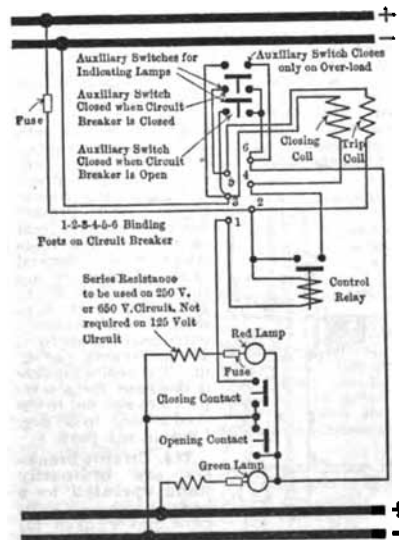 +
−
Auxiliary Switches for
Indicating Lamps
Auxiliary Switch Closes
only on Over-load
Auxiliary Switch
Closed when Circuit
Breaker is Closed
Fuse
Auxiliary Switch
Closed when Circuit
Breaker is Open
Closing
Coil
Trip
Coil
6
5
4
3
2
1
1-2-3-4-5-6 Binding
Posts on Circuit Breaker
Series Resistance
to be used on 250 V.
or 650 V. Circuit. Not
required on 125 Volt
Circuit
Control
Relay
Red Lamp
Fuse
Closing Contact
Opening Contact
Green Lamp
+
−